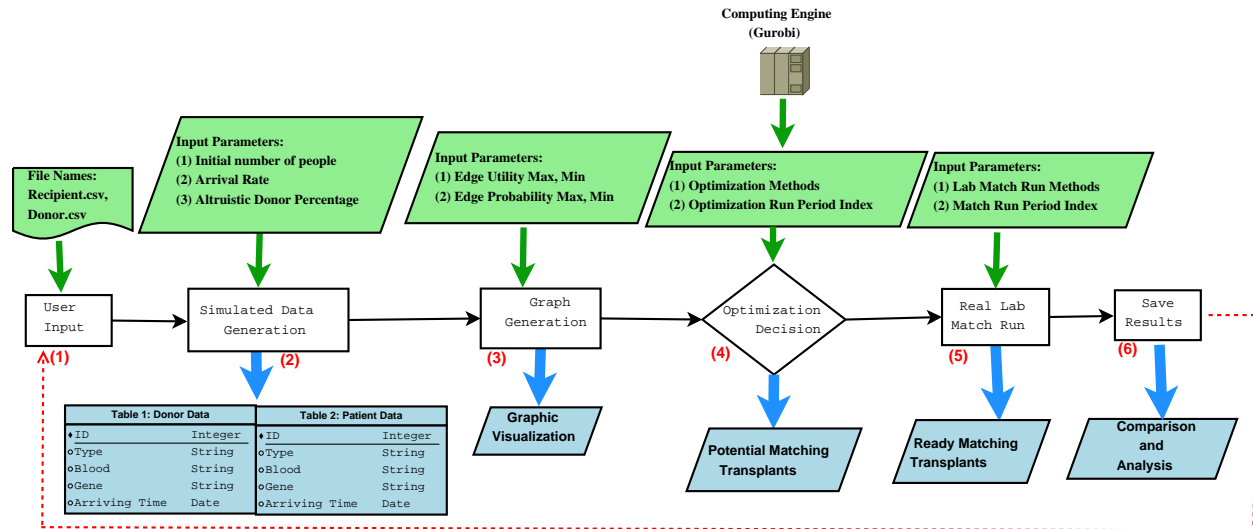 Computing Engine
(Gurobi)
File Names:
Recipient.csv,
Donor.csv
Input Parameters:
(1) Initial number of people
(2) Arrival Rate
(3) Altruistic Donor Percentage
Input Parameters:
(1) Edge Utility Max, Min
(2) Edge Probability Max, Min
Input Parameters:
(1) Optimization Methods
(2) Optimization Run Period Index
Input Parameters:
(1) Lab Match Run Methods
(2) Match Run Period Index
User
Input
(1)
Simulated Data
Generation
(2)
Graph
Generation
(3)
Optimization
Decision
(4)
Real Lab
Match Run
(5)
Save
Results
(6)
Table 1: Donor Data
ID Integer
Type String
Blood String
Gene String
Arriving Time Date
Table 2: Patient Data
ID Integer
Type String
Blood String
Gene String
Arriving Time Date
Graphic
Visualization
Potential Matching
Transplants
Ready Matching
Transplants
Comparison
and
Analysis